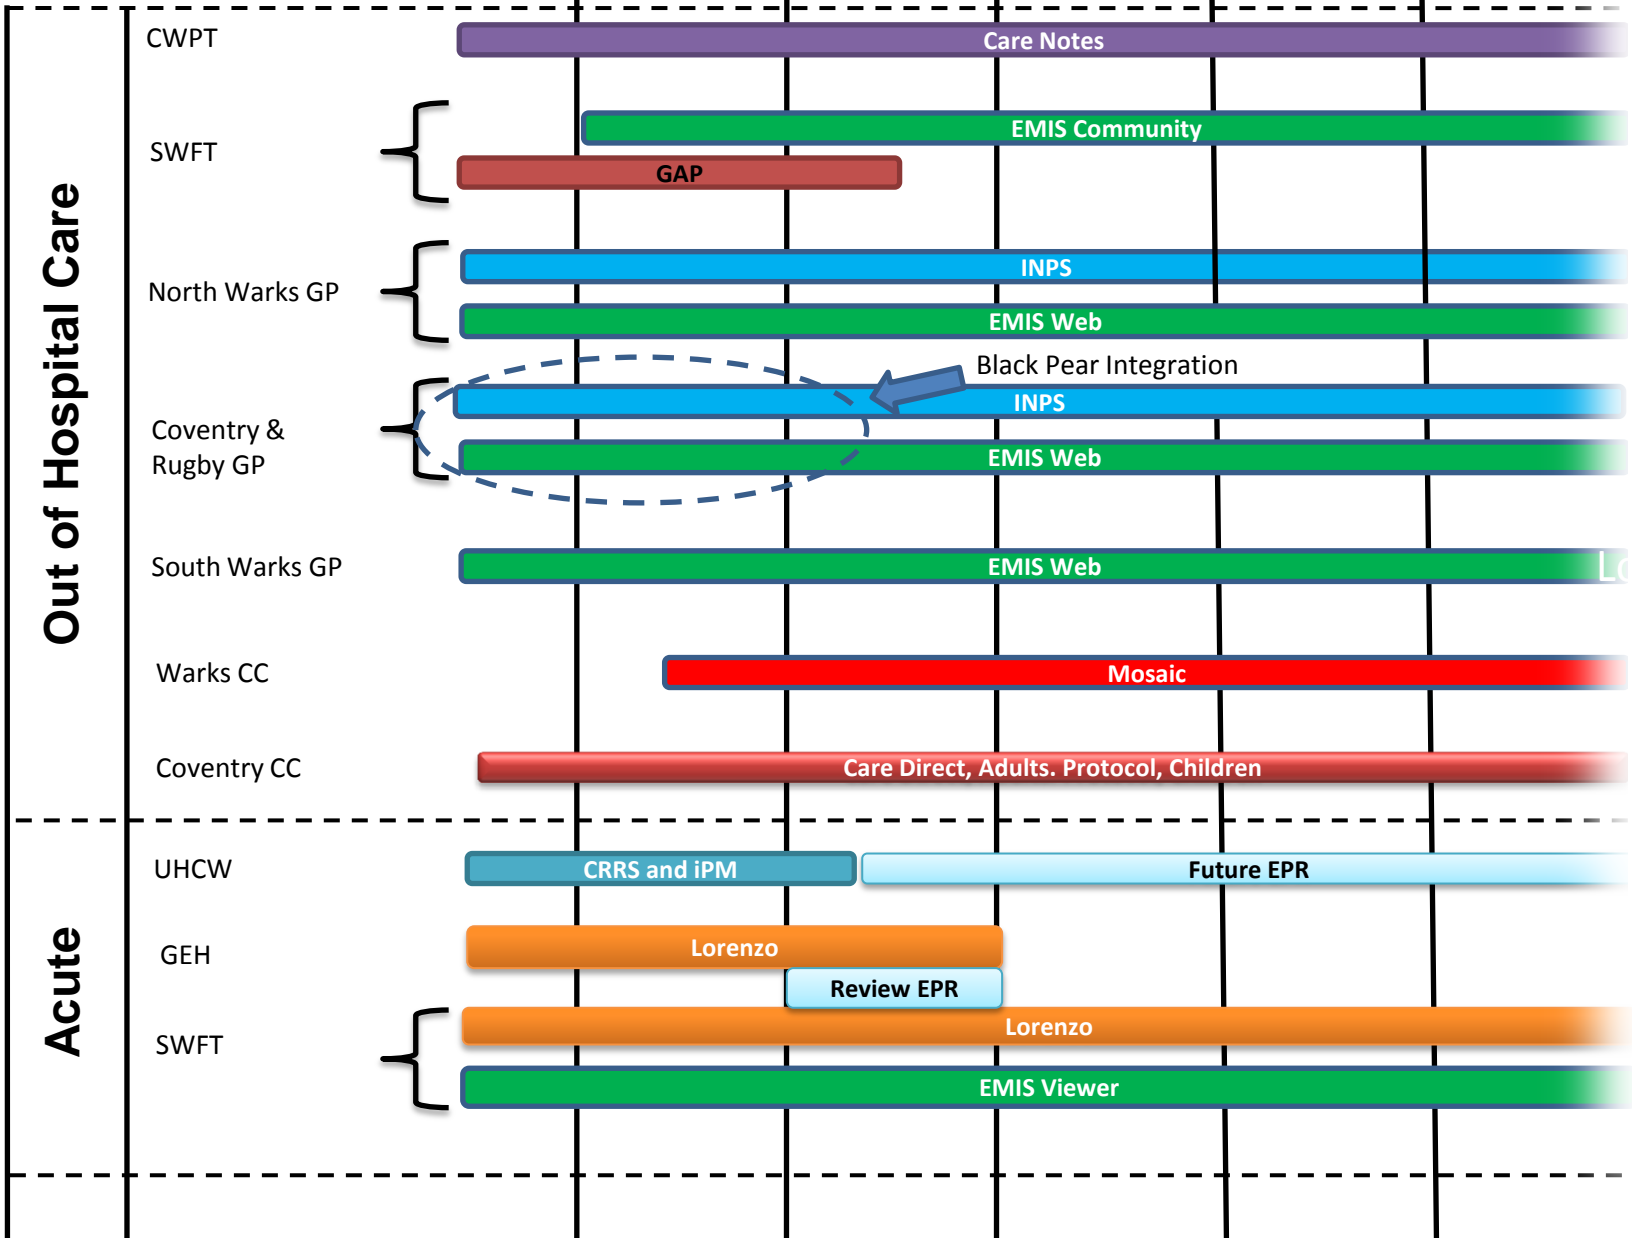 Out of Hospital Care
CWPT
Care Notes
SWFT
EMIS Community
GAP
North Warks GP
INPS
EMIS Web
Black Pear Integration
Coventry &
Rugby GP
INPS
EMIS Web
South Warks GP
EMIS Web
Warks CC
Mosaic
Coventry CC
Care Direct, Adults. Protocol, Children
Acute
UHCW
CRRS and iPM
Future EPR
GEH
Lorenzo
Review EPR
SWFT
Lorenzo
EMIS Viewer